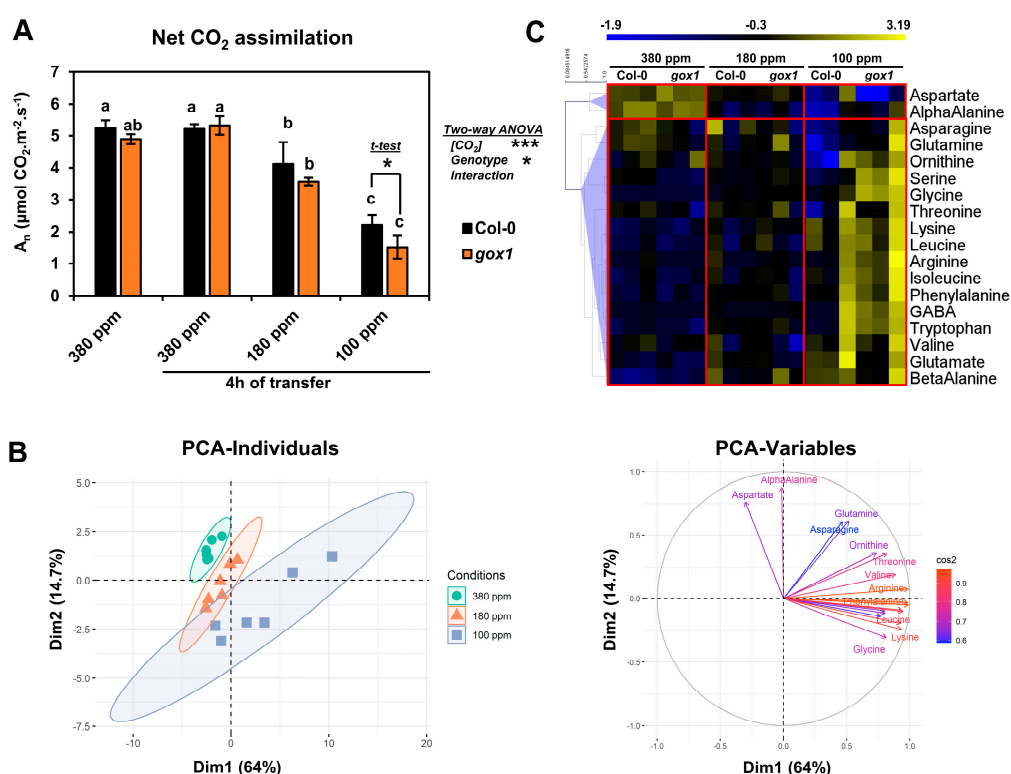 A
Net CO2 assimilation
7
6
5
4
3
2
1
0
An (µmol CO2.m-2.s-1)
a
ab
a
a
b
b
c
c
t-test
*
380 ppm
380 ppm
180 ppm
100 ppm
4h of transfer
Two-way ANOVA
[CO2] ***
Genotype *
Interaction
Col-0
gox1
C
-1.9 -0.3 3.19
380 ppm 180 ppm 100 ppm
Col-0 gox1 Col-0 gox1 Col-0 gox1
Aspartate
AlphaAlanine
Asparagine
Glutamine
Ornithine
Serine
Glycine
Threonine
Lysine
Leucine
Arginine
Isoleucine
Phenylalanine
GABA
Tryptophan
Valine
Glutamate
BetaAlanine
B
PCA-Individuals
5.0
2.5
0.0
-2.5
-5.0
-7.5
Dim2 (14.7%)
-10 0 10 20
Dim1 (64%)
Conditions
380 ppm
180 ppm
100 ppm
PCA-Variables
1.0
0.5
0.0
-0.5
-1.0
Dim2 (14.7%)
-1.0 -0.5 0.0 0.5 1.0
Dim1 (64%)
AlphaAlanine
Aspartate
Glutamine
Asparagine
Ornithine
Threonine
Valine
Arginine
Phenylalanine
Leucine
Lysine
Glycine
cos2
0.9
0.8
0.7
0.6